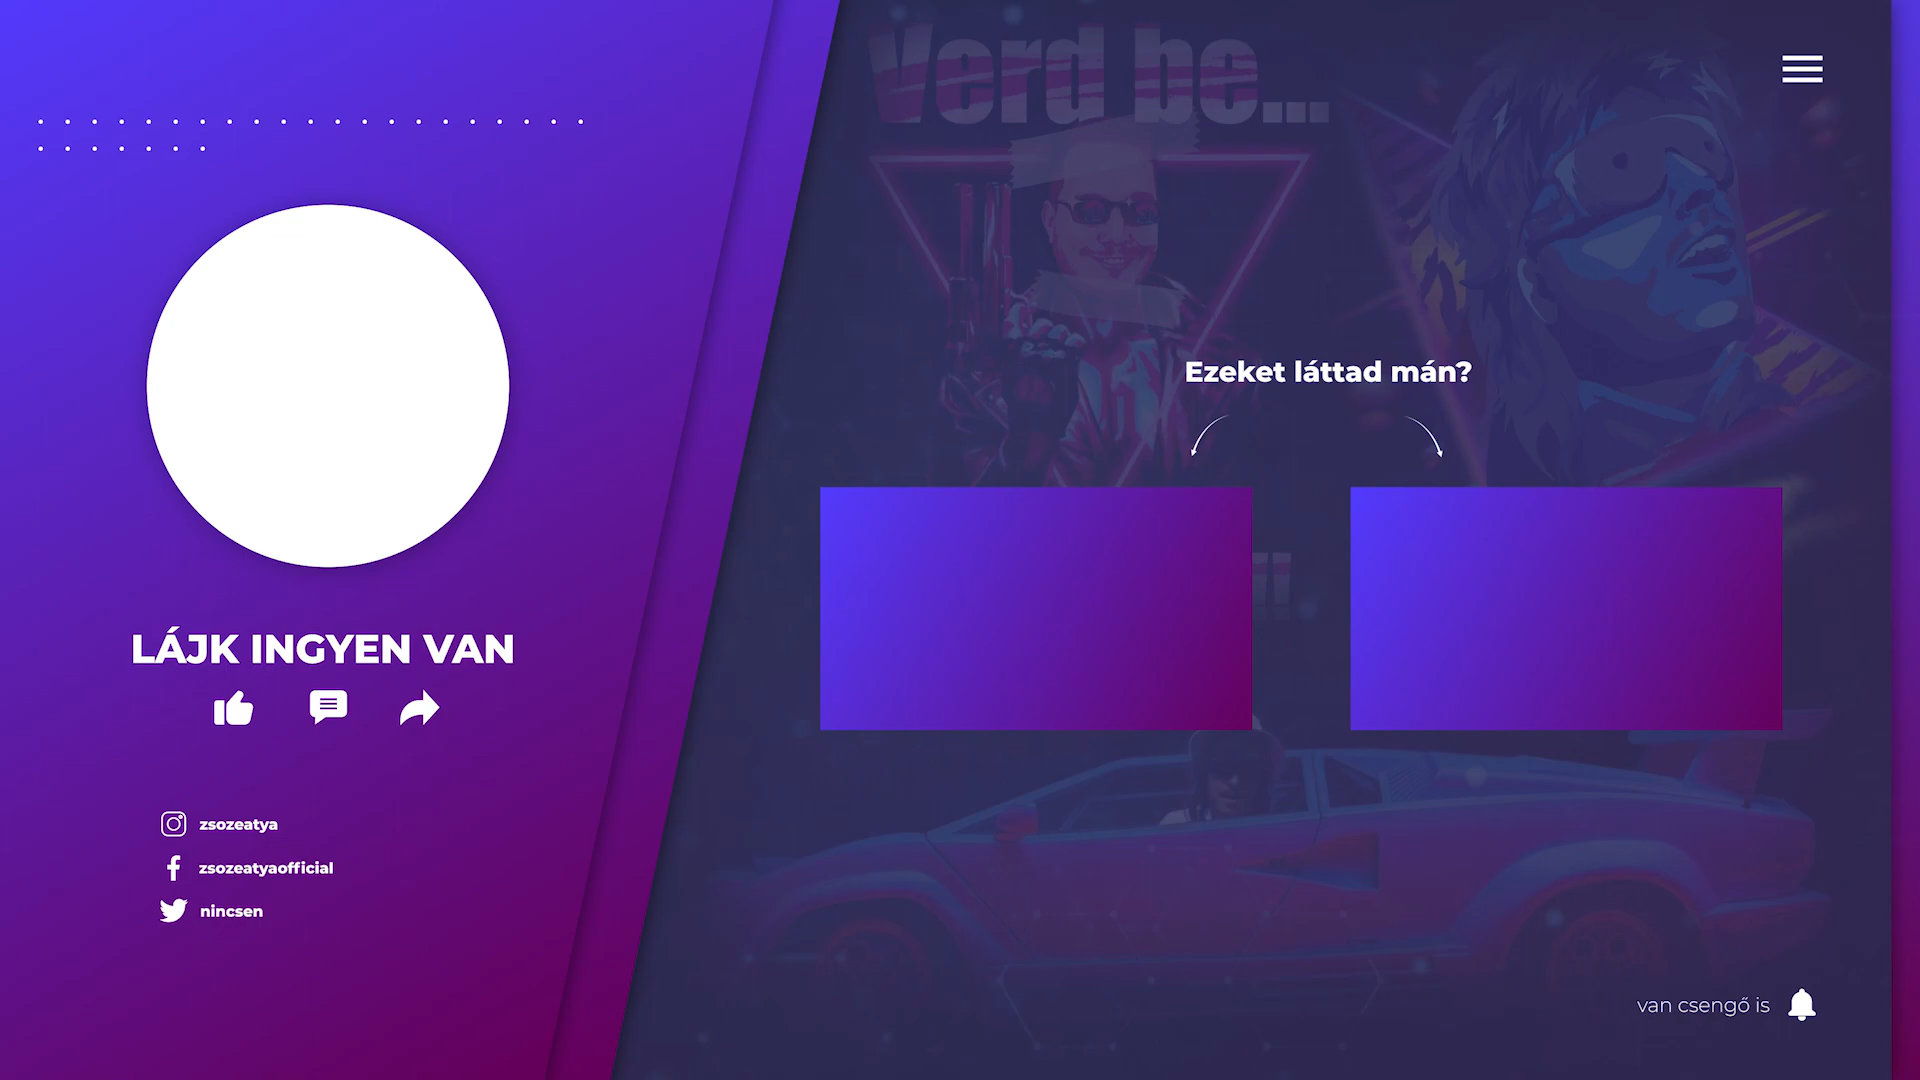 Verd be...
LÁJK INGYEN VAN
zsozeatya
zsozeatyaofficial
nincsen
Ezeket láttad mán?
van csengő is